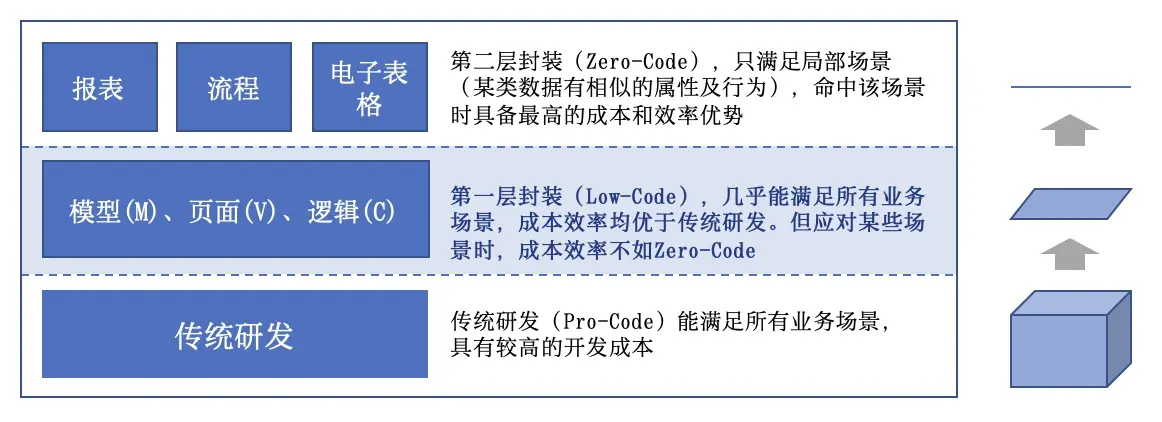 报表
流程
电子表
格
第二层封装（Zero-Code），只满足局部场景
（某类数据有相似的属性及行为），命中该场景
时具备最高的成本和效率优势
模型(M)、页面(V)、逻辑(C)
第一层封装（Low-Code），几乎能满足所有业务
场景，成本效率均优于传统研发。但应对某些场
景时，成本效率不如Zero-Code
传统研发
传统研发（Pro-Code）能满足所有业务场景，
具有较高的开发成本